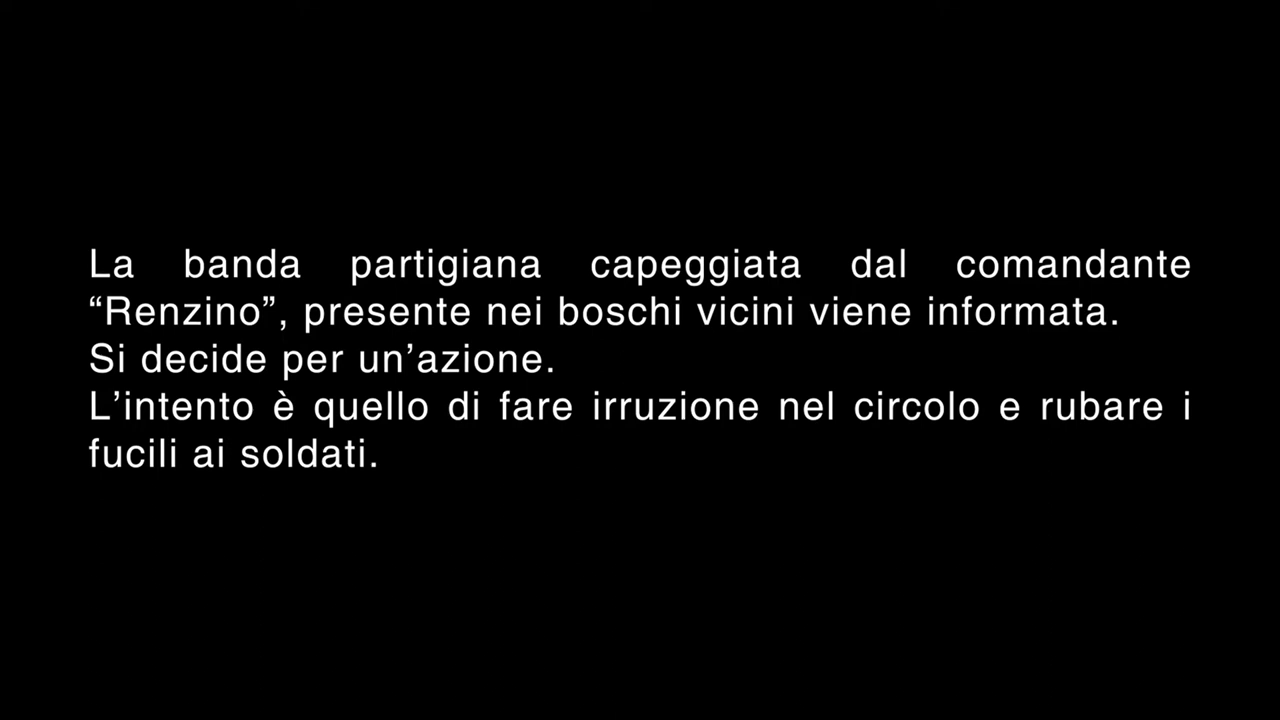 La banda partigiana capeggiata dal comandante
“Renzino”, presente nei boschi vicini viene informata.
Si decide per un’azione.
L’intento è quello di fare irruzione nel circolo e rubare i
fucili ai soldati.